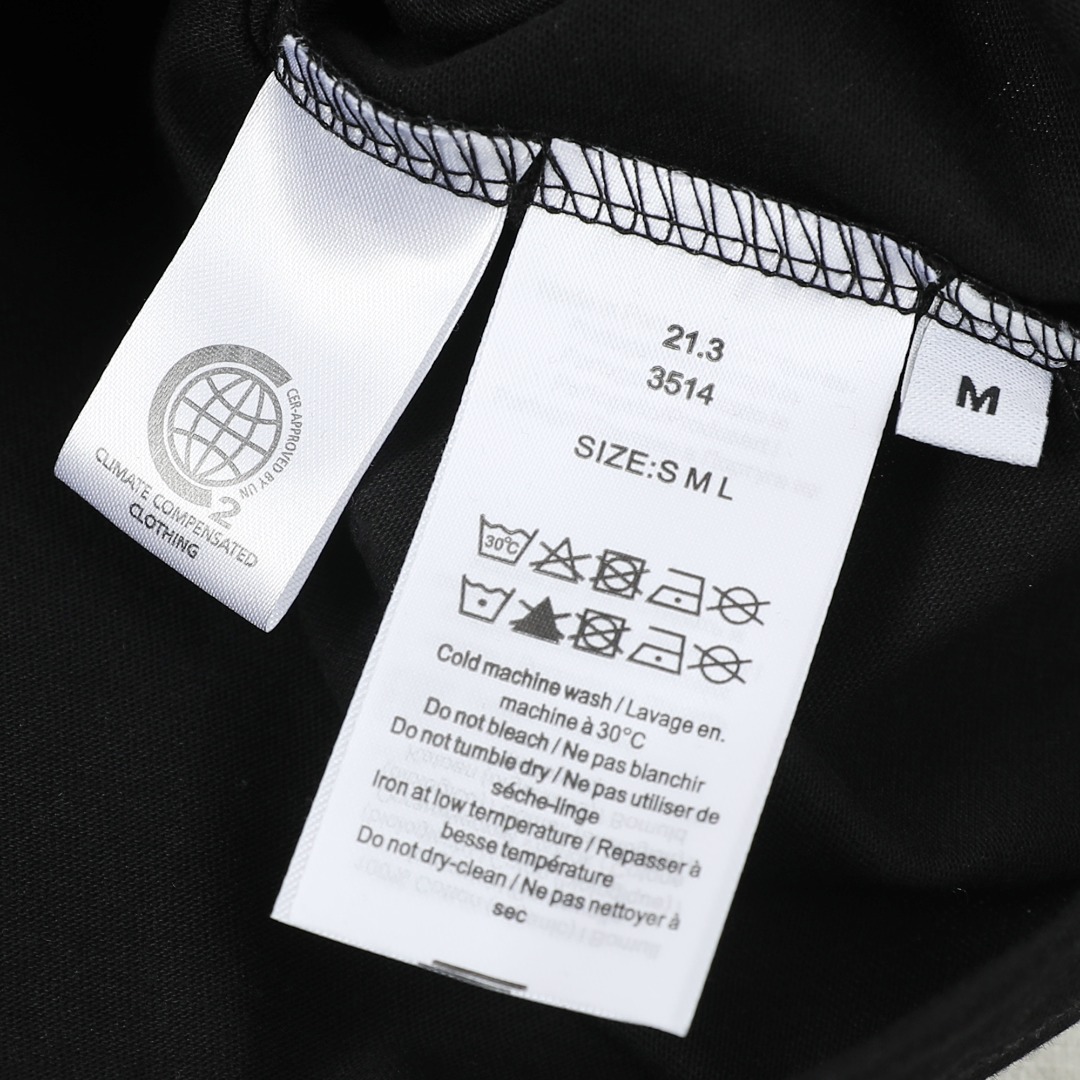 CER-APPROVED BY UN
2
CLIMATE COMPENSATED
CLOTHING
21.3
3514
SIZE:S M L
M
30°C
Cold machine wash / Lavage en.
machine à 30°C
Do not bleach / Ne pas blanchir
Do not tumble dry / Ne pas utiliser de
séche-linge
Iron at low ternperature / Repasser à
besse température
Do not dry-clean / Ne pas nettoyer à
sec